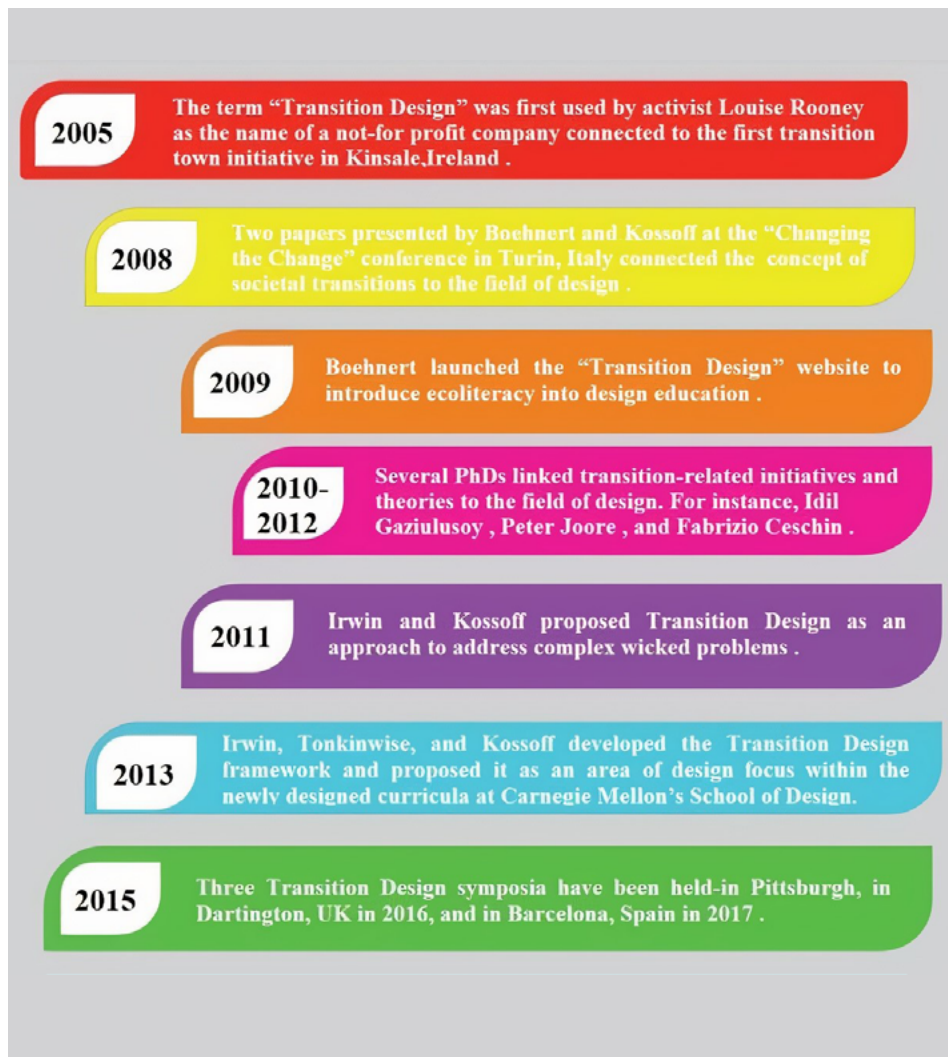 2005
The term “Transition Design” was first used by activist Louise Rooney
as the name of a not-for profit company connected to the first transition
town initiative in Kinsale,Ireland .
2008
Two papers presented by Boehnert and Kossoff at the “Changing
the Change” conference in Turin, Italy connected the concept of
societal transitions to the field of design .
2009
Boehnert launched the “Transition Design” website to
introduce ecoliteracy into design education .
2010-
2012
Several PhDs linked transition-related initiatives and
theories to the field of design. For instance, Idil
Gaziulusoy , Peter Joore , and Fabrizio Ceschin .
2011
Irwin and Kossoff proposed Transition Design as an
approach to address complex wicked problems .
2013
Irwin, Tonkinwise, and Kossoff developed the Transition Design
framework and proposed it as an area of design focus within the
newly designed curricula at Carnegie Mellon’s School of Design.
2015
Three Transition Design symposia have been held-in Pittsburgh, in
Dartington, UK in 2016, and in Barcelona, Spain in 2017 .